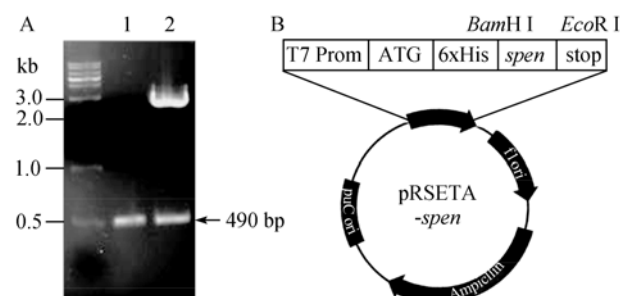 A
1 2
kb
3.0
2.0
1.0
0.5
490 bp
B
BamH I EcoR I
T7 Prom ATG 6xHis spen stop
f1 ori
puC ori
pRSETA
-spen